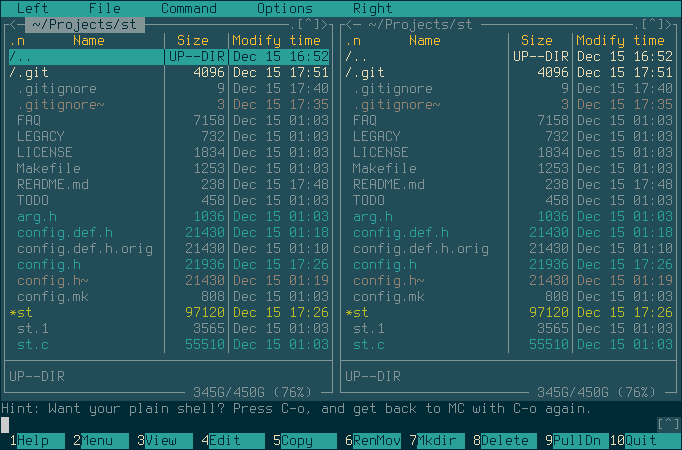 Left File Command Options Right
<─ ~/Projects/st .[^]> <─ ~/Projects/st .[^]>
.n Name Size Modify time .n Name Size Modify time
/.. UP--DIR Dec 15 16:52 /.. UP--DIR Dec 15 16:52
/.git 4096 Dec 15 17:51 /.git 4096 Dec 15 17:51
.gitignore 9 Dec 15 17:40 .gitignore 9 Dec 15 17:40
.gitignore~ 3 Dec 15 17:35 .gitignore~ 3 Dec 15 17:35
FAQ 7158 Dec 15 01:03 FAQ 7158 Dec 15 01:03
LEGACY 732 Dec 15 01:03 LEGACY 732 Dec 15 01:03
LICENSE 1834 Dec 15 01:03 LICENSE 1834 Dec 15 01:03
Makefile 1253 Dec 15 01:03 Makefile 1253 Dec 15 01:03
README.md 238 Dec 15 17:48 README.md 238 Dec 15 17:48
TODO 458 Dec 15 01:03 TODO 458 Dec 15 01:03
arg.h 1036 Dec 15 01:03 arg.h 1036 Dec 15 01:03
config.def.h 21430 Dec 15 01:18 config.def.h 21430 Dec 15 01:18
config.def.h.orig 21430 Dec 15 01:10 config.def.h.orig 21430 Dec 15 01:10
config.h 21936 Dec 15 17:26 config.h 21936 Dec 15 17:26
config.h~ 21430 Dec 15 01:19 config.h~ 21430 Dec 15 01:19
config.mk 808 Dec 15 01:03 config.mk 808 Dec 15 01:03
*st 97120 Dec 15 17:26 *st 97120 Dec 15 17:26
st.1 3565 Dec 15 01:03 st.1 3565 Dec 15 01:03
st.c 55510 Dec 15 01:03 st.c 55510 Dec 15 01:03
UP--DIR UP--DIR
345G/450G (76%) 345G/450G (76%)
Hint: Want your plain shell? Press C-o, and get back to MC with C-o again.
[^]
1Help 2Menu 3View 4Edit 5Copy 6RenMov 7Mkdir 8Delete 9PullDn 10Quit